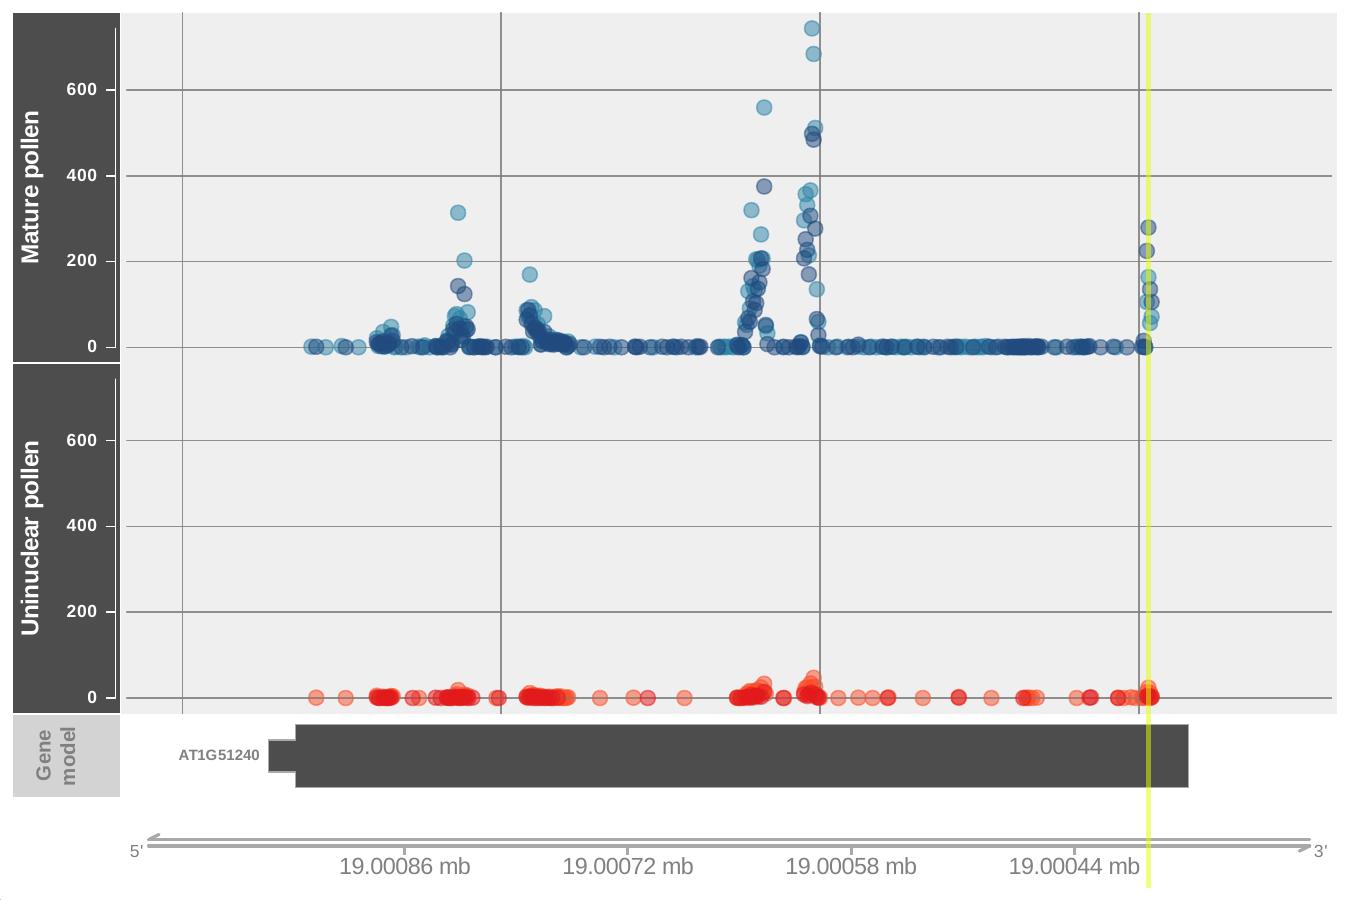 Mature pollen
600
400
200
0
Uninuclear pollen
600
400
200
0
Gene
model
AT1G51240
5'
3'
19.00086 mb
19.00072 mb
19.00058 mb
19.00044 mb